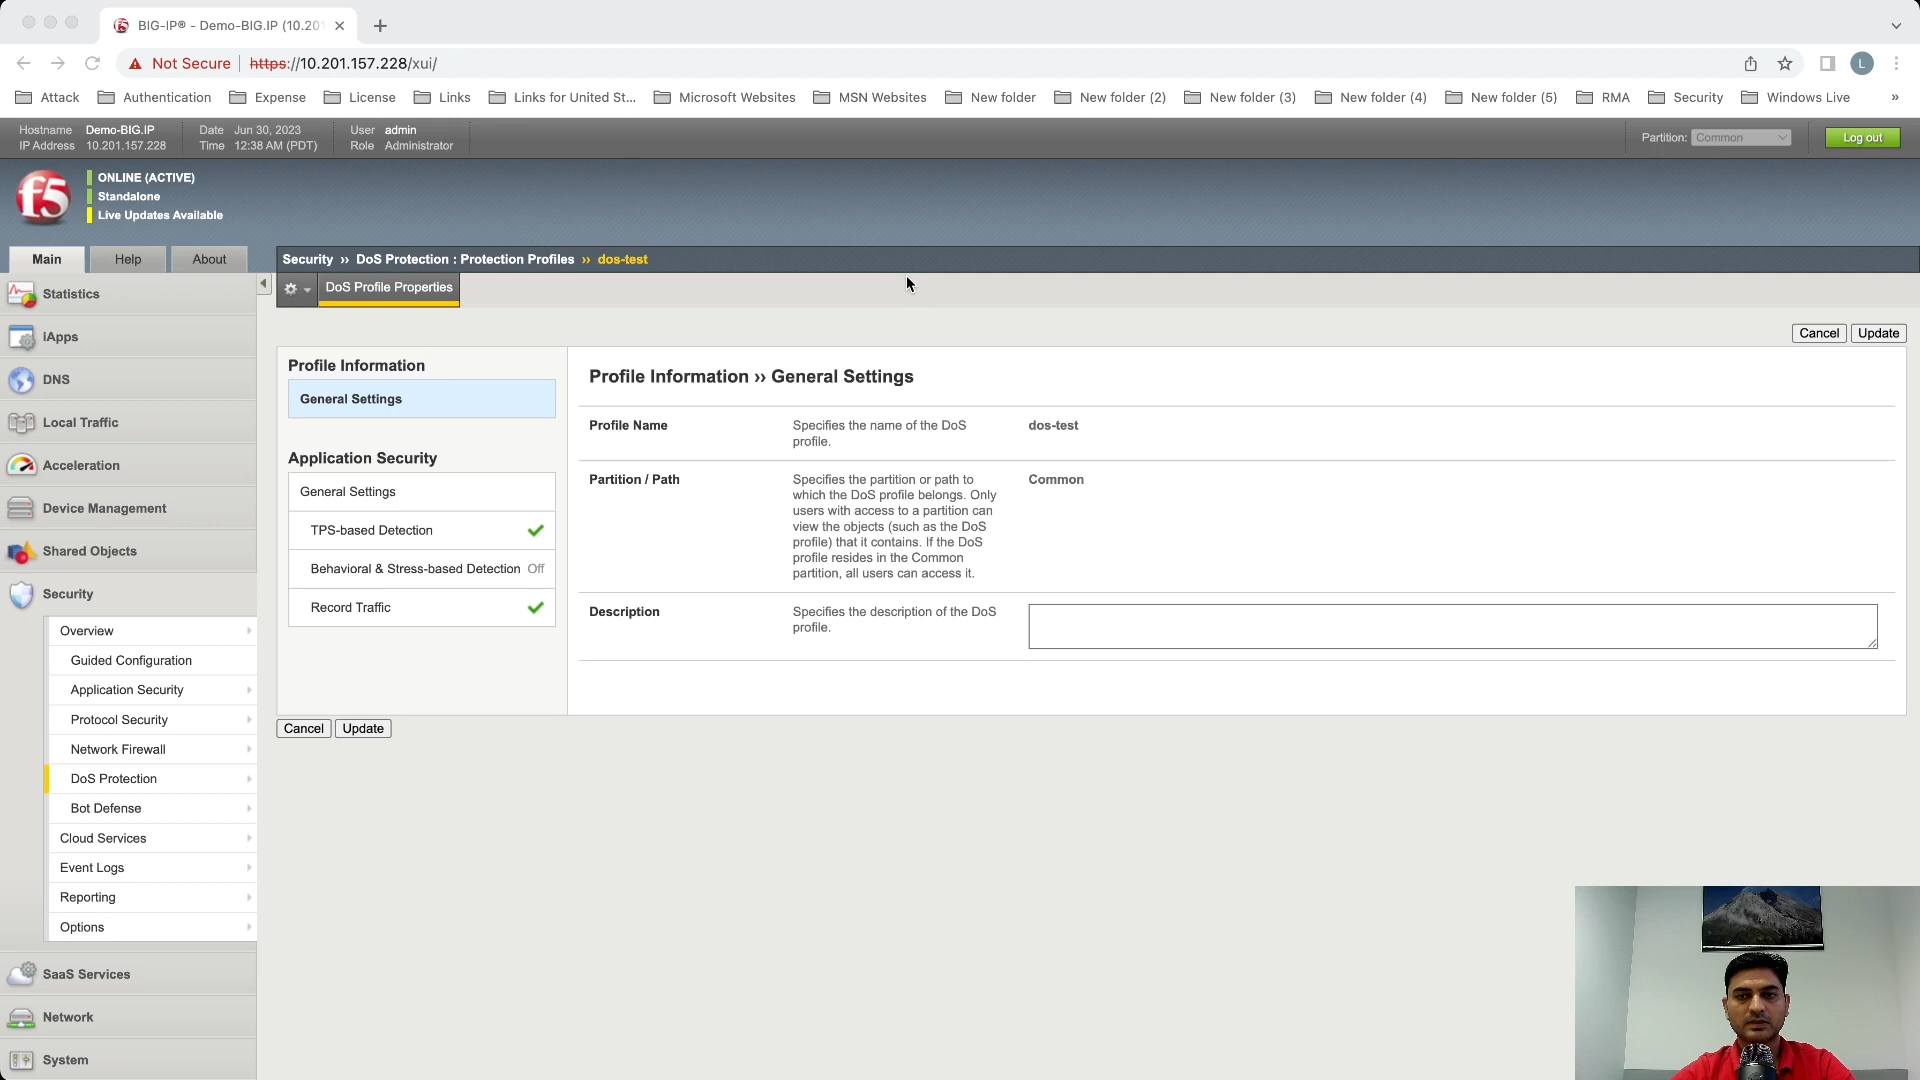 BIG-IP® - Demo-BIG.IP (10.201
Not Secure https://10.201.157.228/xui/
L
Attack Authentication Expense License Links Links for United St... Microsoft Websites MSN Websites New folder New folder (2) New folder (3) New folder (4) New folder (5) RMA Security Windows Live »
Hostname Demo-BIG.IP Date Jun 30, 2023 User admin
IP Address 10.201.157.228 Time 12:38 AM (PDT) Role Administrator
Partition: Common Log out
f5
ONLINE (ACTIVE)
Standalone
Live Updates Available
Main Help About
Security ›› DoS Protection : Protection Profiles ›› dos-test
DoS Profile Properties
Statistics
iApps
DNS
Local Traffic
Acceleration
Device Management
Shared Objects
Security
Overview
Guided Configuration
Application Security
Protocol Security
Network Firewall
DoS Protection
Bot Defense
Cloud Services
Event Logs
Reporting
Options
SaaS Services
Network
System
Cancel Update
Profile Information
General Settings
Application Security
General Settings
TPS-based Detection
Behavioral & Stress-based Detection Off
Record Traffic
Profile Information ›› General Settings
Profile Name
Specifies the name of the DoS
profile.
dos-test
Partition / Path
Specifies the partition or path to
which the DoS profile belongs. Only
users with access to a partition can
view the objects (such as the DoS
profile) that it contains. If the DoS
profile resides in the Common
partition, all users can access it.
Common
Description
Specifies the description of the DoS
profile.
Cancel Update